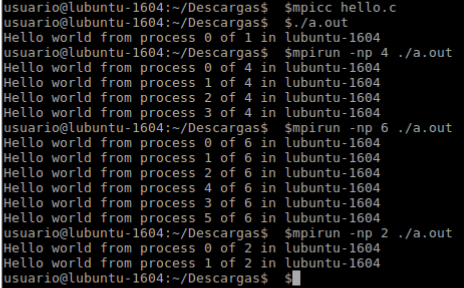 usuario@lubuntu-1604:~/Descargas$ $mpicc hello.c
usuario@lubuntu-1604:~/Descargas$ $./a.out
Hello world from process 0 of 1 in lubuntu-1604
usuario@lubuntu-1604:~/Descargas$ $mpirun -np 4 ./a.out
Hello world from process 0 of 4 in lubuntu-1604
Hello world from process 1 of 4 in lubuntu-1604
Hello world from process 2 of 4 in lubuntu-1604
Hello world from process 3 of 4 in lubuntu-1604
usuario@lubuntu-1604:~/Descargas$ $mpirun -np 6 ./a.out
Hello world from process 0 of 6 in lubuntu-1604
Hello world from process 1 of 6 in lubuntu-1604
Hello world from process 2 of 6 in lubuntu-1604
Hello world from process 4 of 6 in lubuntu-1604
Hello world from process 3 of 6 in lubuntu-1604
Hello world from process 5 of 6 in lubuntu-1604
usuario@lubuntu-1604:~/Descargas$ $mpirun -np 2 ./a.out
Hello world from process 0 of 2 in lubuntu-1604
Hello world from process 1 of 2 in lubuntu-1604
usuario@lubuntu-1604:~/Descargas$ $